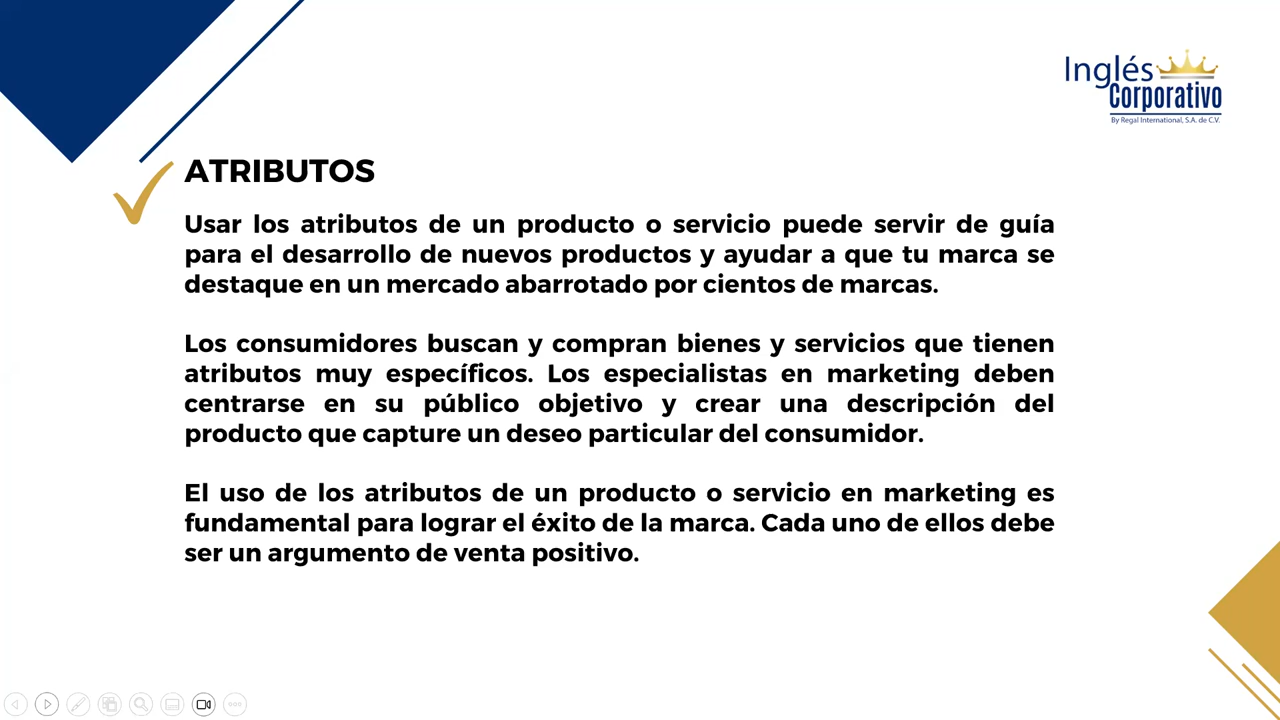 Inglés
Corporativo
By Regal International, S.A. de C.V.
ATRIBUTOS
Usar los atributos de un producto o servicio puede servir de guía
para el desarrollo de nuevos productos y ayudar a que tu marca se
destaque en un mercado abarrotado por cientos de marcas.
Los consumidores buscan y compran bienes y servicios que tienen
atributos muy específicos. Los especialistas en marketing deben
centrarse en su público objetivo y crear una descripción del
producto que capture un deseo particular del consumidor.
El uso de los atributos de un producto o servicio en marketing es
fundamental para lograr el éxito de la marca. Cada uno de ellos debe
ser un argumento de venta positivo.